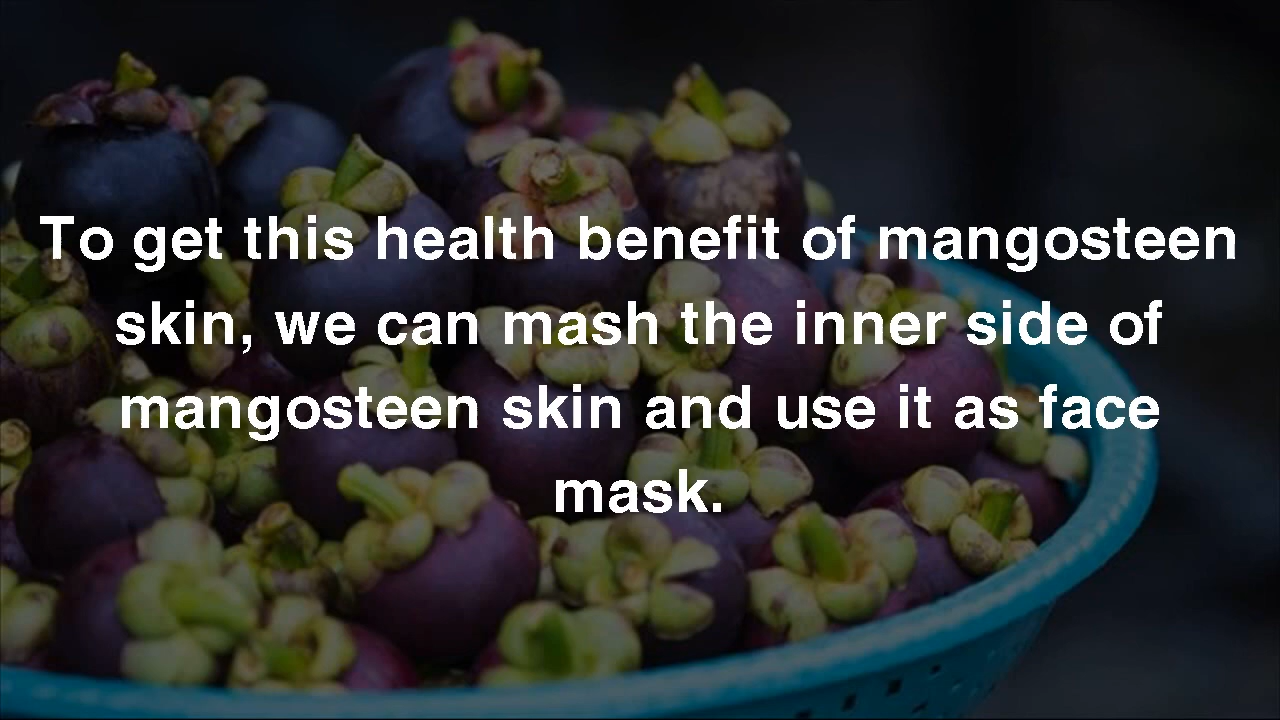 To get this health benefit of mangosteen
skin, we can mash the inner side of
mangosteen skin and use it as face
mask.